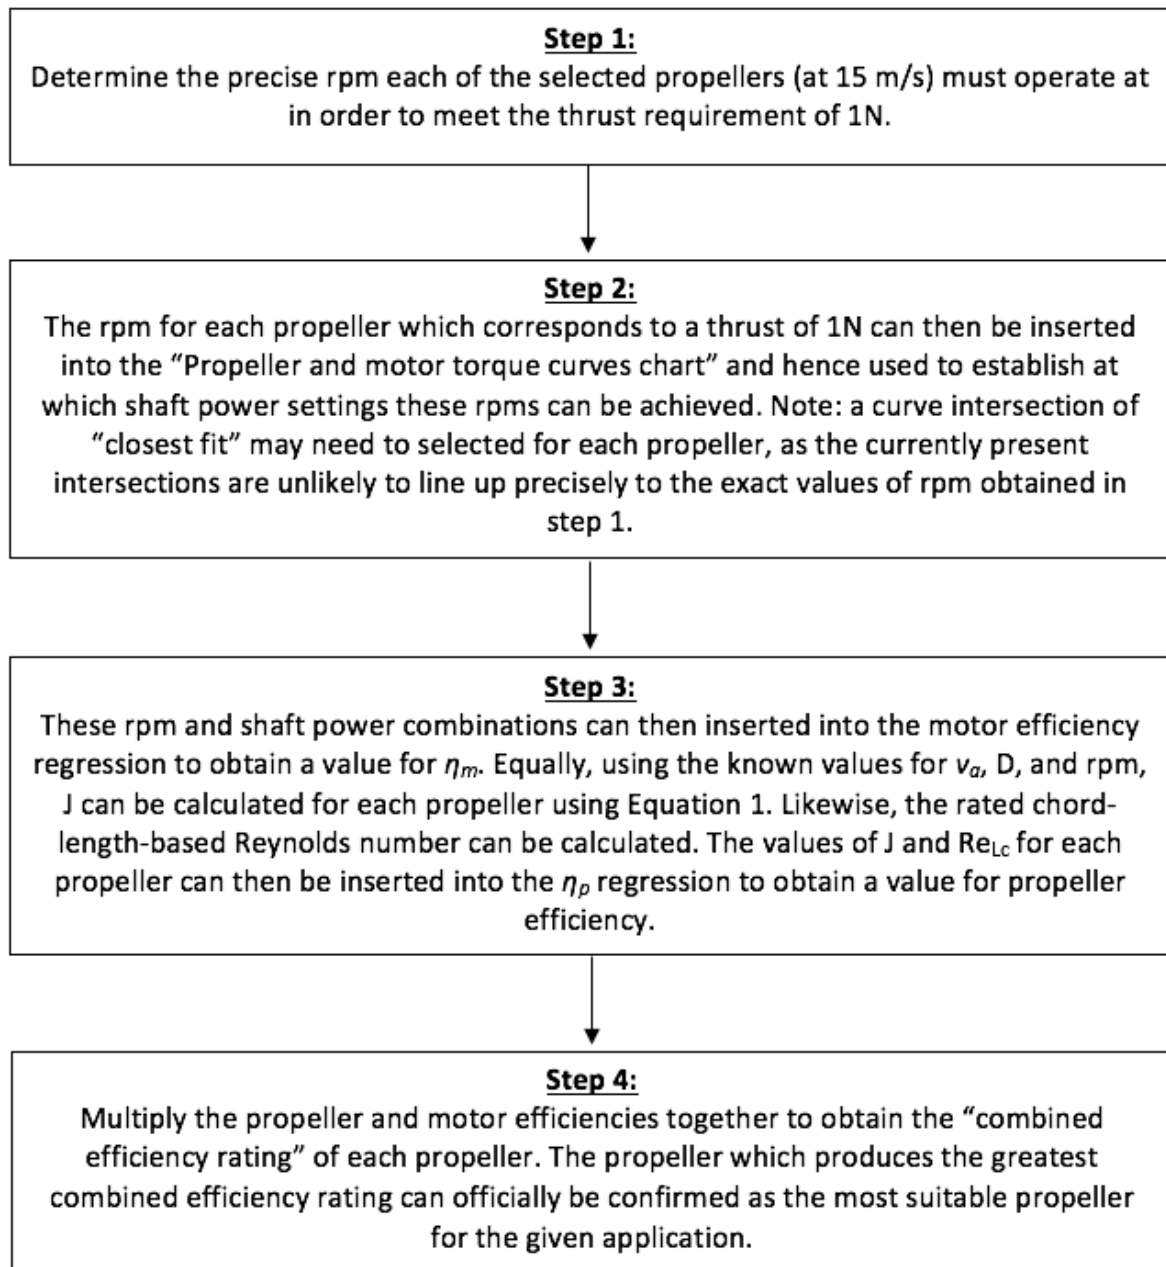 Step 1:
Determine the precise rpm each of the selected propellers (at 15 m/s) must operate at
in order to meet the thrust requirement of 1N.
Step 2:
The rpm for each propeller which corresponds to a thrust of 1N can then be inserted
into the “Propeller and motor torque curves chart” and hence used to establish at
which shaft power settings these rpms can be achieved. Note: a curve intersection of
“closest fit” may need to selected for each propeller, as the currently present
intersections are unlikely to line up precisely to the exact values of rpm obtained in
step 1.
Step 3:
These rpm and shaft power combinations can then inserted into the motor efficiency
regression to obtain a value for ηm. Equally, using the known values for va, D, and rpm,
J can be calculated for each propeller using Equation 1. Likewise, the rated chord-
length-based Reynolds number can be calculated. The values of J and ReLc for each
propeller can then be inserted into the ηp regression to obtain a value for propeller
efficiency.
Step 4:
Multiply the propeller and motor efficiencies together to obtain the “combined
efficiency rating” of each propeller. The propeller which produces the greatest
combined efficiency rating can officially be confirmed as the most suitable propeller
for the given application.